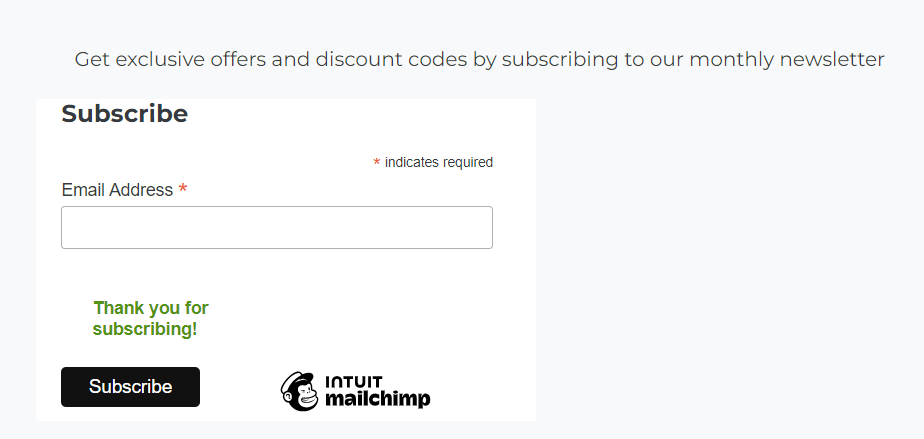 Get exclusive offers and discount codes by subscribing to our monthly newsletter
Subscribe
* indicates required
Email Address *
Thank you for
subscribing!
Subscribe
INTUIT
mailchimp